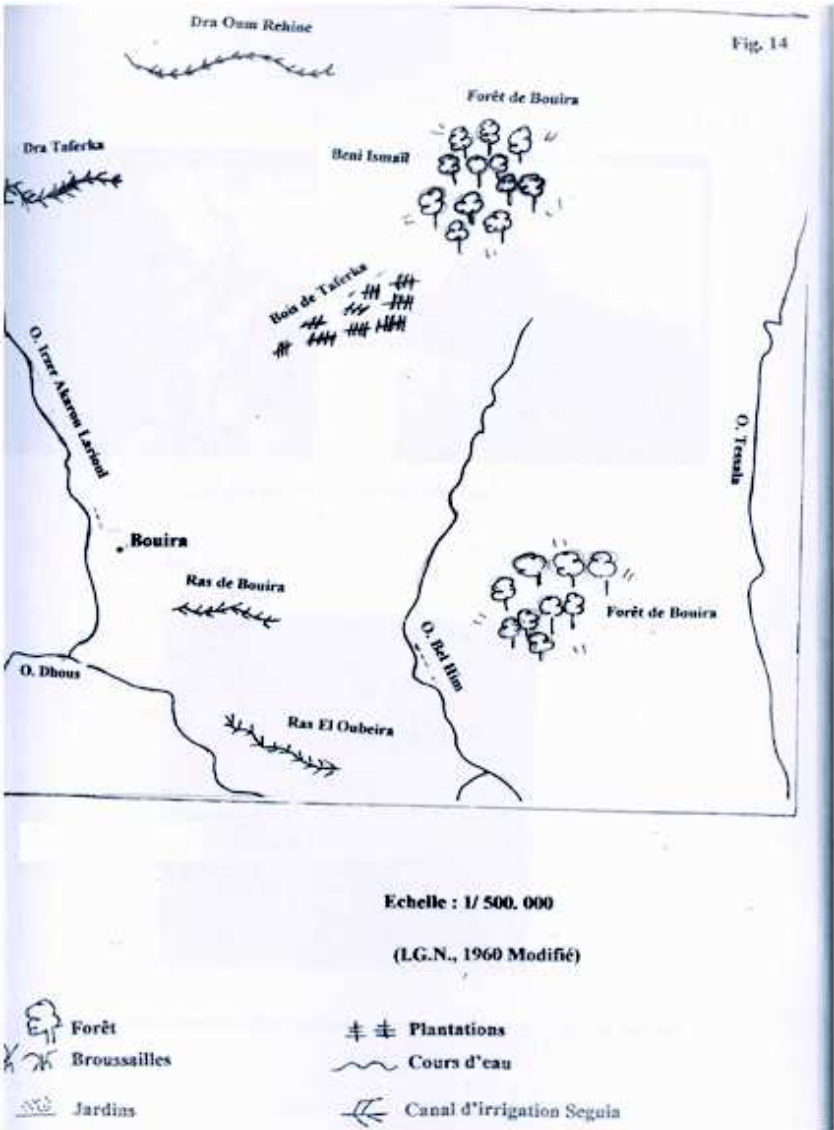 Dra Oum Rehine
Fig. 14
Forêt de Bouira
Dra Taferka
Beni Ismaïl
Bois de Taferka
O. Irzer Akarou Larioul
O. Tessala
Bouira
Ras de Bouira
Forêt de Bouira
O. Bel Him
O. Dhous
Ras El Oubeira
Echelle : 1/ 500. 000
(I.G.N., 1960 Modifié)
Forêt
Plantations
Broussailles
Cours d'eau
Jardins
Canal d'irrigation Seguia